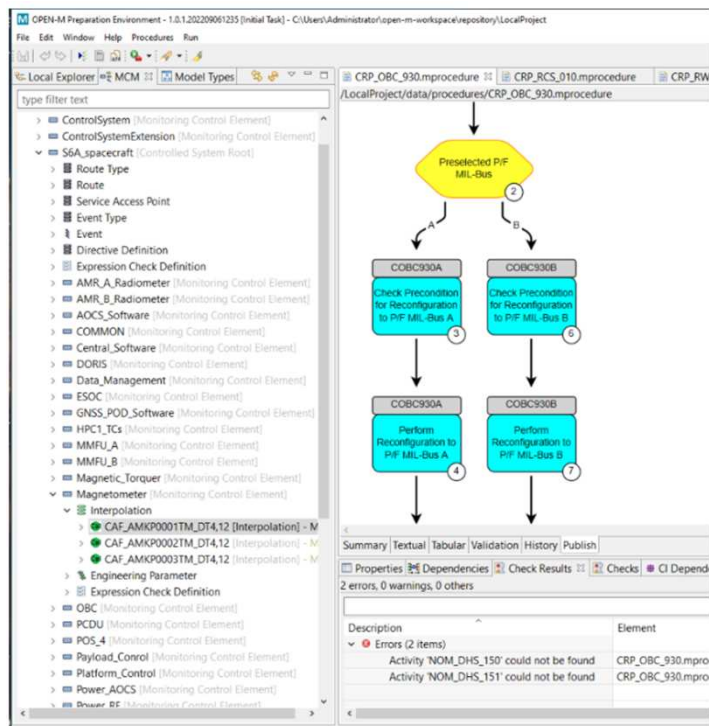 OPEN-M Preparation Environment - 1.0.1.202209061235 [Initial Task] - C:\Users\Administrator\open-m-workspace\repository\LocalProject
File Edit Window Help Procedures Run
Local Explorer MCM Model Types
type filter text
ControlSystem [Monitoring Control Element]
ControlSystemExtension [Monitoring Control Element]
S6A_spacecraft [Controlled System Root]
Route Type
Route
Service Access Point
Event Type
Event
Directive Definition
Expression Check Definition
AMR_A_Radiometer [Monitoring Control Element]
AMR_B_Radiometer [Monitoring Control Element]
AOCS_Software [Monitoring Control Element]
COMMON [Monitoring Control Element]
Central_Software [Monitoring Control Element]
DORIS [Monitoring Control Element]
Data_Management [Monitoring Control Element]
ESOC [Monitoring Control Element]
GNSS_POD_Software [Monitoring Control Element]
HPC1_TCs [Monitoring Control Element]
MMFU_A [Monitoring Control Element]
MMFU_B [Monitoring Control Element]
Magnetic_Torquer [Monitoring Control Element]
Magnetometer [Monitoring Control Element]
Interpolation
CAF_AMKP0001TM_DT4,12 [Interpolation] - M
CAF_AMKP0002TM_DT4,12 [Interpolation] - M
CAF_AMKP0003TM_DT4,12 [Interpolation] - M
Engineering Parameter
Expression Check Definition
OBC [Monitoring Control Element]
PCDU [Monitoring Control Element]
POS_4 [Monitoring Control Element]
Payload_Conrol [Monitoring Control Element]
Platform_Control [Monitoring Control Element]
Power_AOCS [Monitoring Control Element]
Power_RF [Monitoring Control Element]
CRP_OBC_930.mprocedure CRP_RCS_010.mprocedure CRP_RW
/LocalProject/data/procedures/CRP_OBC_930.mprocedure
Preselected P/F
MIL-Bus
2
A B
COBC930A COBC930B
Check Precondition
for Reconfiguration
to P/F MIL-Bus A
3
Check Precondition
for Reconfiguration
to P/F MIL-Bus B
6
COBC930A COBC930B
Perform
Reconfiguration to
P/F MIL-Bus A
4
Perform
Reconfiguration to
P/F MIL-Bus B
7
Summary Textual Tabular Validation History Publish
Properties Dependencies Check Results Checks CI Depend
2 errors, 0 warnings, 0 others
Description Element
Errors (2 items)
Activity 'NOM_DHS_150' could not be found CRP_OBC_930.mproce
Activity 'NOM_DHS_151' could not be found CRP_OBC_930.mproce